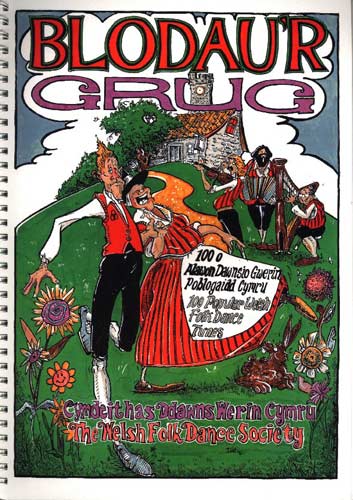 BLODAU'R
GRUG
100 o
Alawon Dawnsio Gwerin
Poblogaidd Cymru
100 Popular Welsh
Folk Dance
Tunes
Cymdeithas Ddawns Werin Cymru
The Welsh Folk Dance Society